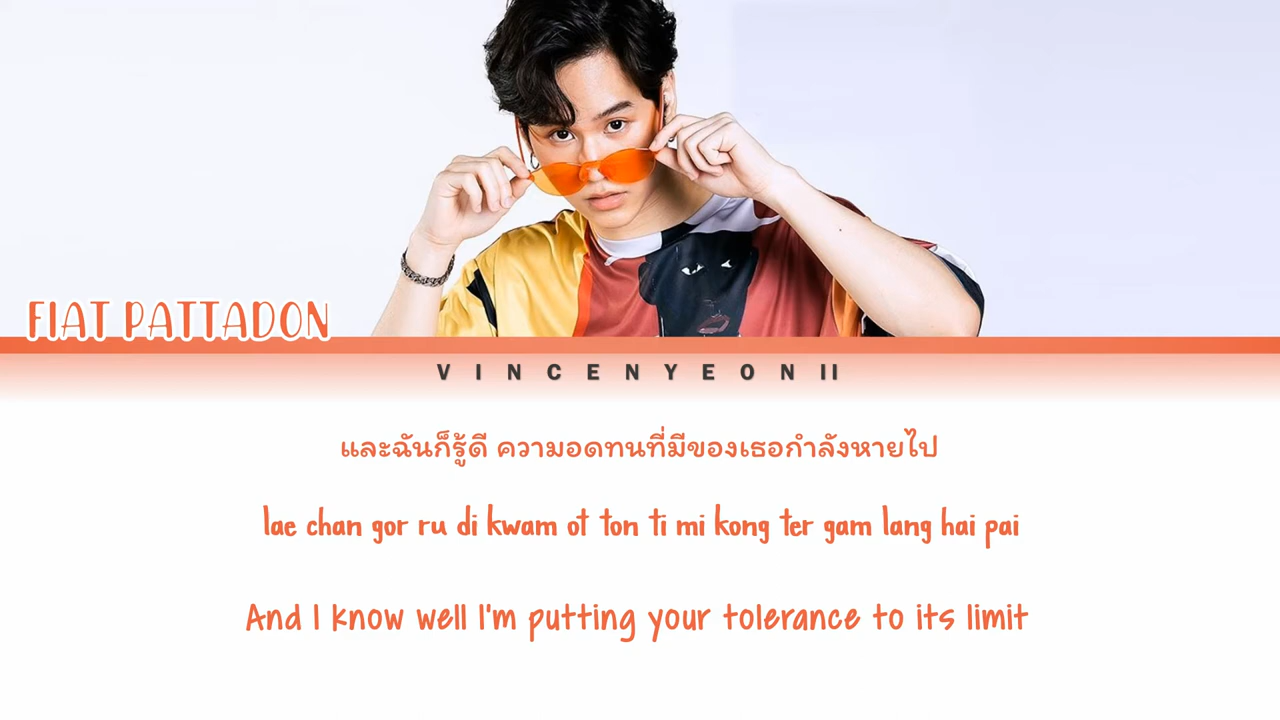 FIAT PATTADON
VINCENYEON II
และฉันก็รู้ดี ความอดทนที่มีของเธอกำลังหายไป
lae chan gor ru di kwam ot ton ti mi kong ter gam lang hai pai
And I know well I'm putting your tolerance to its limit